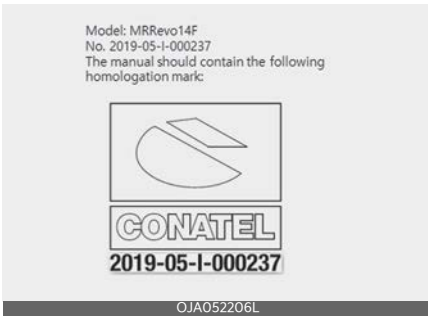 Model: MRRevo14F
No. 2019-05-I-000237
The manual should contain the following
homologation mark:
CONATEL
2019-05-I-000237
OJA052206L